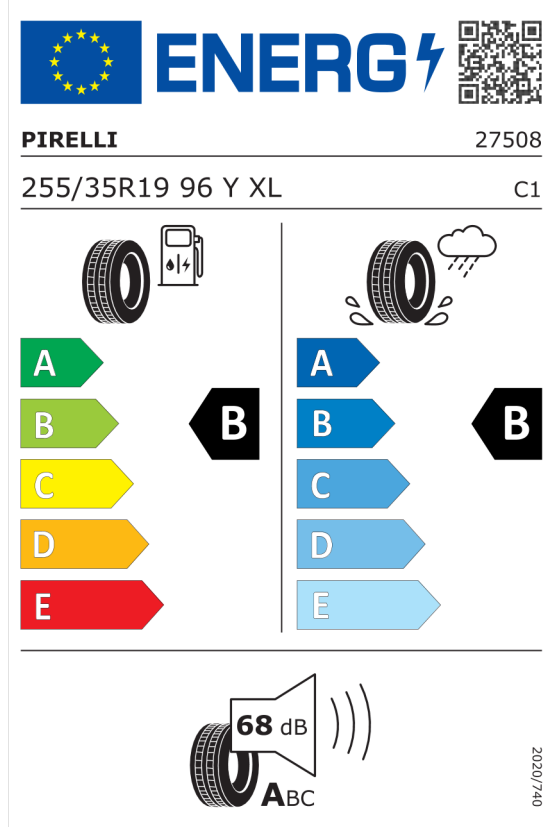 ENERG
PIRELLI 27508
255/35R19 96 Y XL C1
A
B
C
D
E
B
A
B
C
D
E
B
68 dB
ABC
2020/740